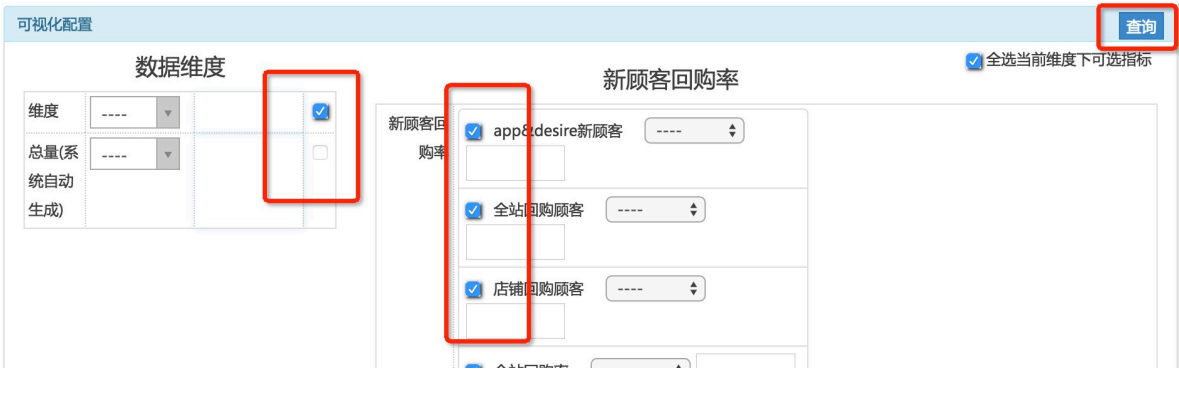 可视化配置
查询
全选当前维度下可选指标
数据维度
新顾客回购率
维度
----
总量(系
统自动
生成)
----
新顾客回
购率
app&desire新顾客
----
全站回购顾客
----
店铺回购顾客
----